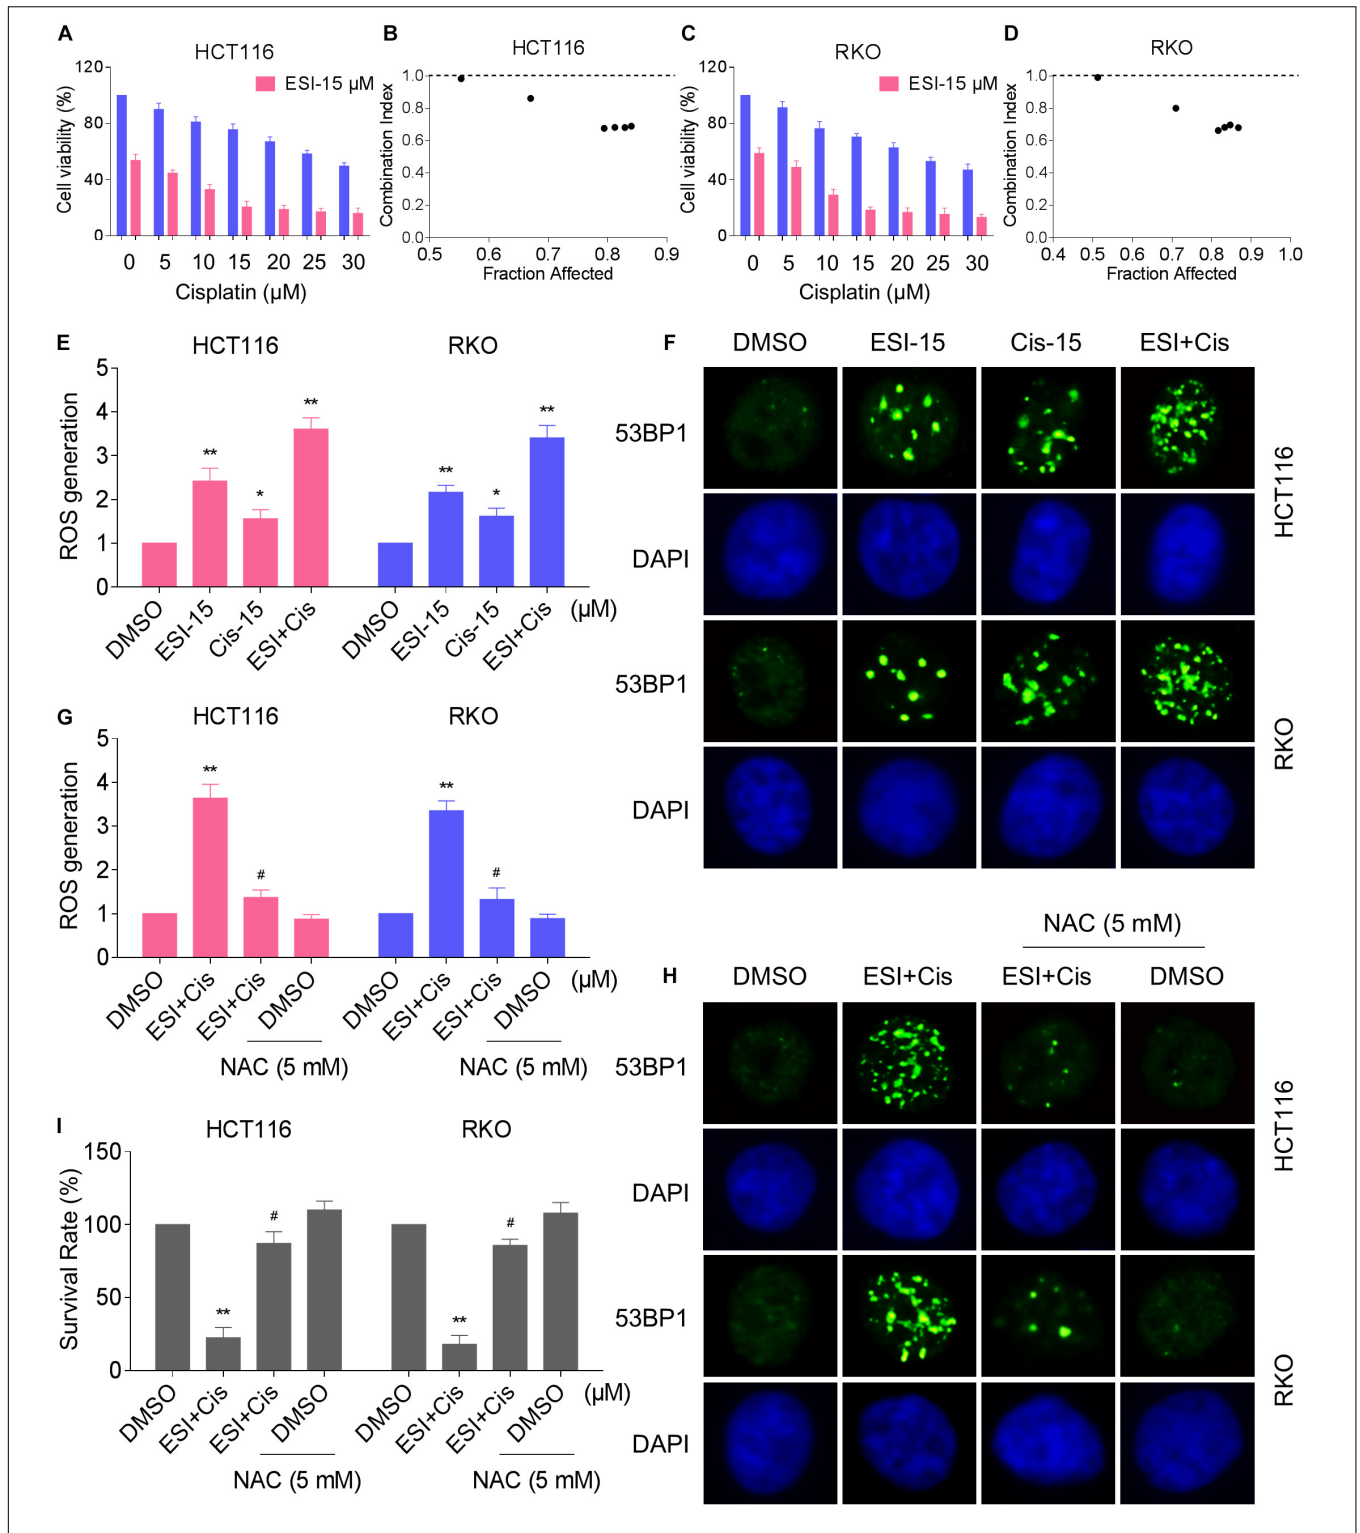 A
HCT116
ESI-15 µM
Cell viability (%)
120
80
40
0
0 5 10 15 20 25 30
Cisplatin (µM)
B
HCT116
Combination Index
1.0
0.8
0.6
0.4
0.2
0.0
0.5 0.6 0.7 0.8 0.9
Fraction Affected
C
RKO
ESI-15 µM
Cell viability (%)
120
80
40
0
0 5 10 15 20 25 30
Cisplatin (µM)
D
RKO
Combination Index
1.0
0.8
0.6
0.4
0.2
0.0
0.4 0.5 0.6 0.7 0.8 0.9 1.0
Fraction Affected
E
HCT116 RKO
ROS generation
5
4
3
2
1
0
** * ** ** * **
DMSO ESI-15 Cis-15 ESI+Cis DMSO ESI-15 Cis-15 ESI+Cis (µM)
F
DMSO ESI-15 Cis-15 ESI+Cis
53BP1
DAPI
HCT116
53BP1
DAPI
RKO
G
HCT116 RKO
ROS generation
5
4
3
2
1
0
** # ** #
DMSO ESI+Cis ESI+Cis DMSO DMSO ESI+Cis ESI+Cis DMSO (µM)
NAC (5 mM) NAC (5 mM)
H
NAC (5 mM)
DMSO ESI+Cis ESI+Cis DMSO
53BP1
DAPI
HCT116
53BP1
DAPI
RKO
I
HCT116 RKO
Survival Rate (%)
150
100
50
0
** # ** #
DMSO ESI+Cis ESI+Cis DMSO DMSO ESI+Cis ESI+Cis DMSO (µM)
NAC (5 mM) NAC (5 mM)